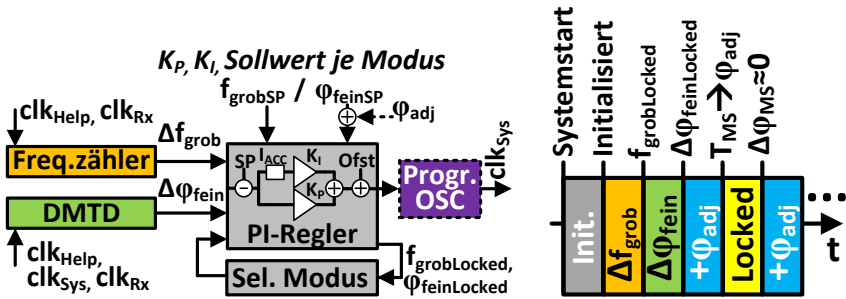 K_P, K_I, Sollwert je Modus
f_grobSP / φ_feinSP
φ_adj
clk_Help, clk_Rx
Δf_grob
Freq.zähler
SP
I_ACC
K_I
K_P
Ofst
PI-Regler
Progr.
OSC
clk_Sys
Δφ_fein
DMTD
clk_Help,
clk_Sys, clk_Rx
Sel. Modus
f_grobLocked,
φ_feinLocked
Systemstart
Initialisiert
f_grobLocked
Δφ_feinLocked
T_MS→φ_adj
Δφ_MS≈0
Init.
Δf_grob
Δφ_fein
+φ_adj
Locked
+φ_adj
t